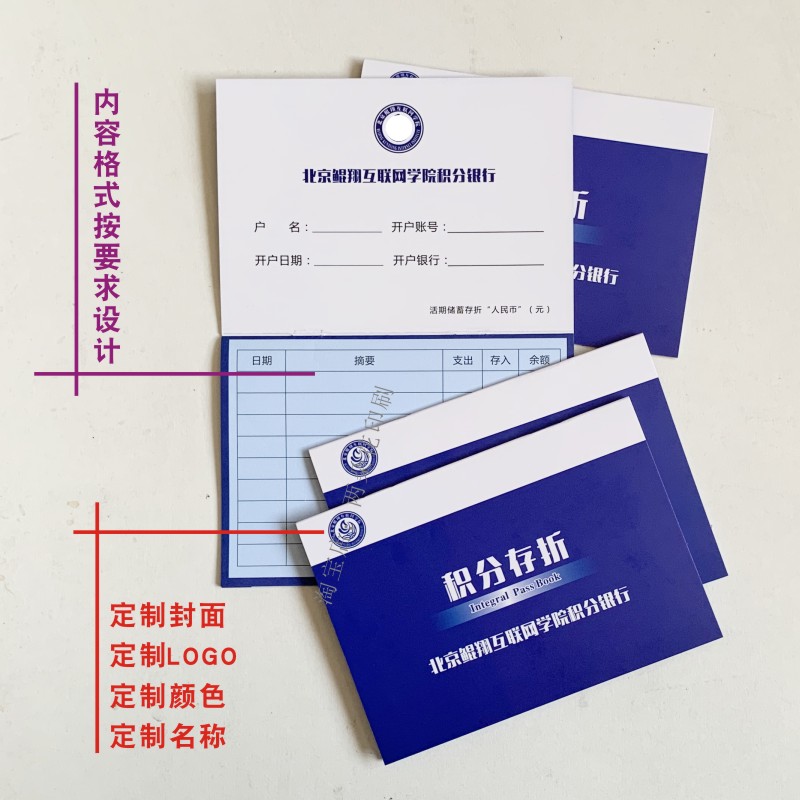 内容格式按要求设计
北京鲲翔互联网学院积分银行
户 名：
开户账号：
开户日期：
开户银行：
活期储蓄存折“人民币”（元）
日期 摘要 支出 存入 余额
折
分银行
积分存折
Integral Pass Book
北京鲲翔互联网学院积分银行
定制封面
定制LOGO
定制颜色
定制名称